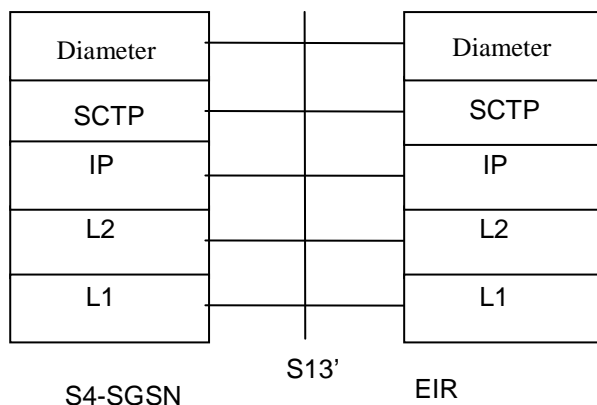 Diameter
SCTP
IP
L2
L1
Diameter
SCTP
IP
L2
L1
S13’
S4-SGSN
EIR